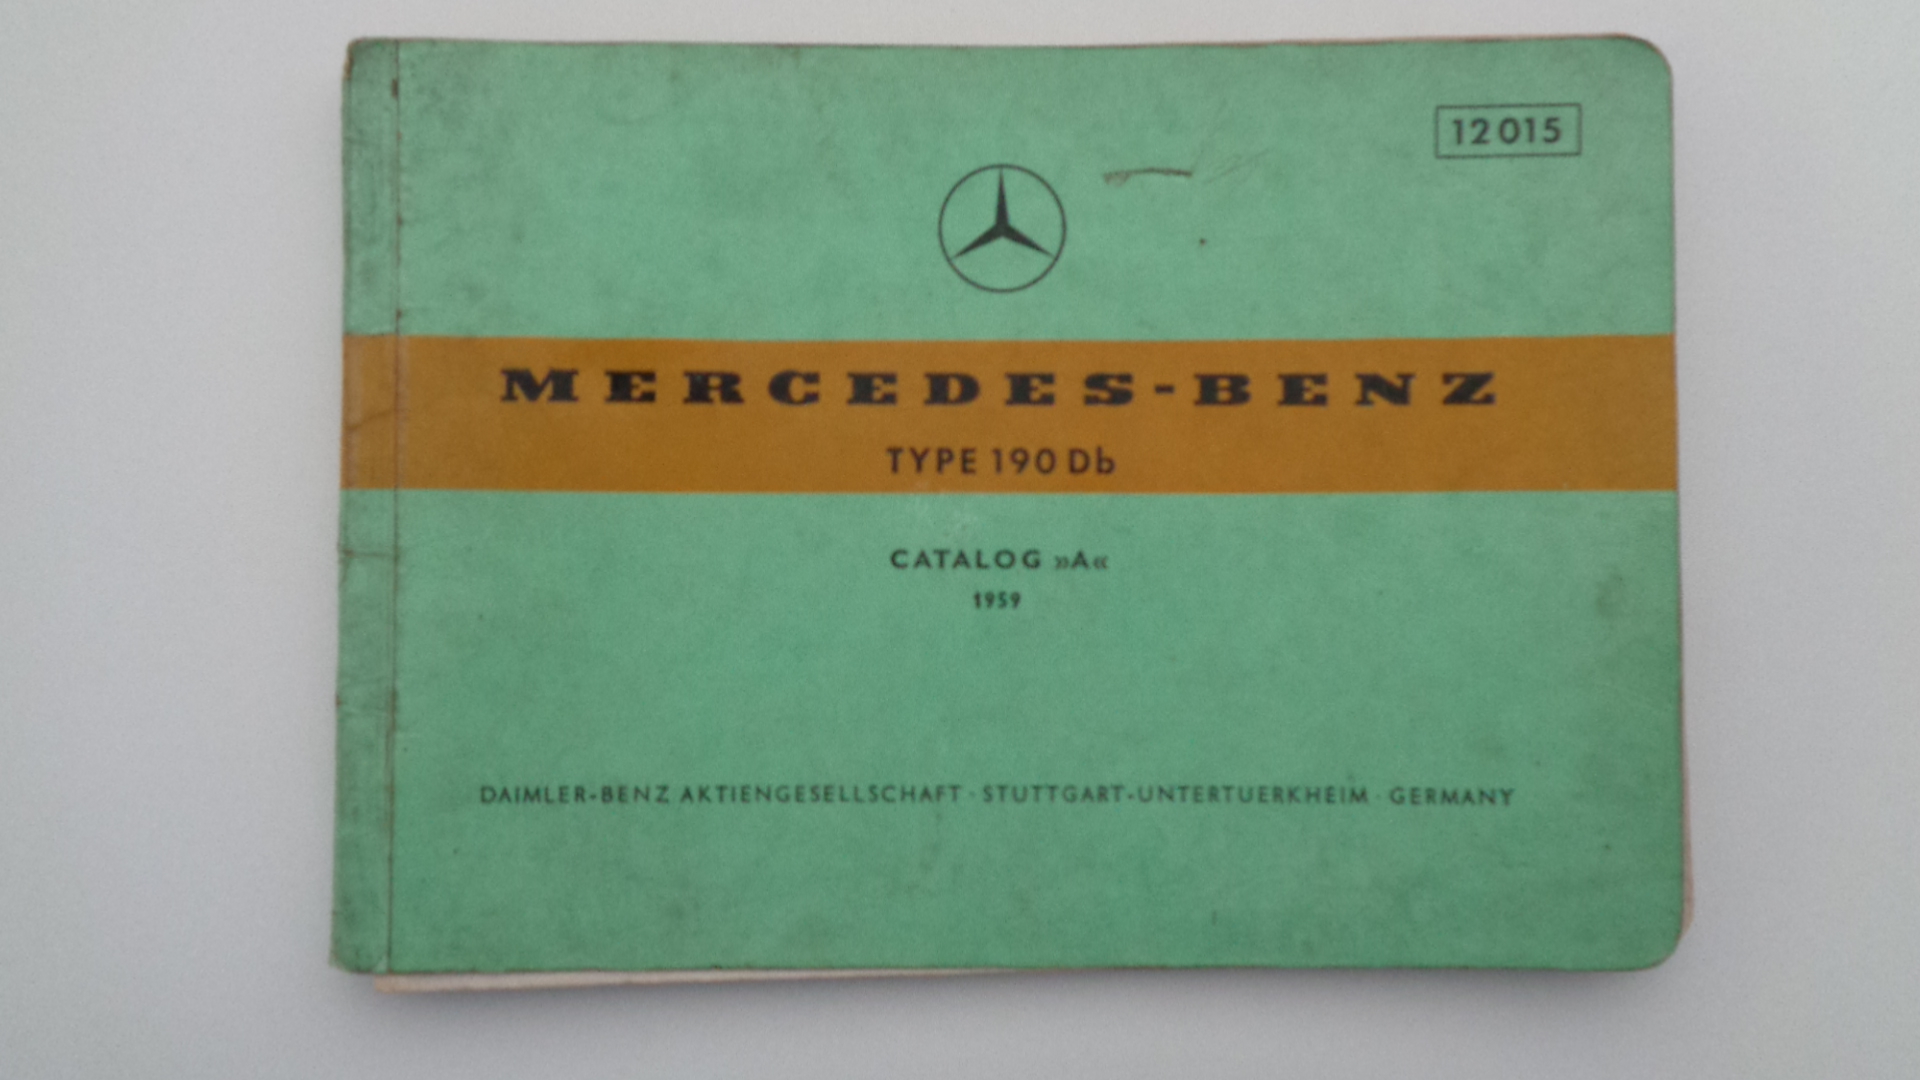 12015
MERCEDES-BENZ
TYPE 190 Db
CATALOG »A«
1959
DAIMLER-BENZ AKTIENGESELLSCHAFT · STUTTGART-UNTERTUERKHEIM · GERMANY